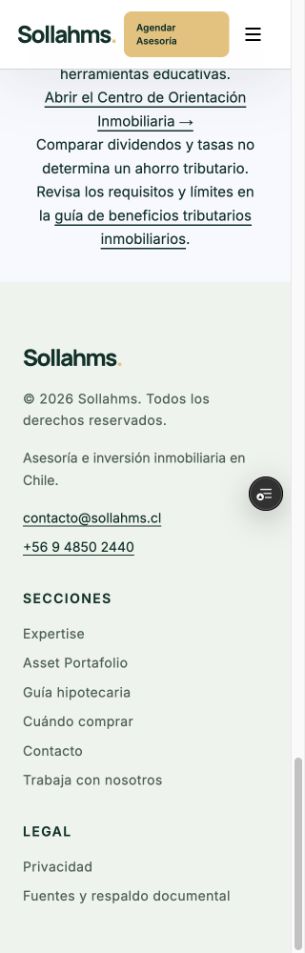 Sollahms.
Agendar
Asesoría
herramientas educativas.
Abrir el Centro de Orientación
Inmobiliaria →
Comparar dividendos y tasas no
determina un ahorro tributario.
Revisa los requisitos y límites en
la guía de beneficios tributarios
inmobiliarios.
Sollahms.
© 2026 Sollahms. Todos los
derechos reservados.
Asesoría e inversión inmobiliaria en
Chile.
contacto@sollahms.cl
+56 9 4850 2440
SECCIONES
Expertise
Asset Portafolio
Guía hipotecaria
Cuándo comprar
Contacto
Trabaja con nosotros
LEGAL
Privacidad
Fuentes y respaldo documental